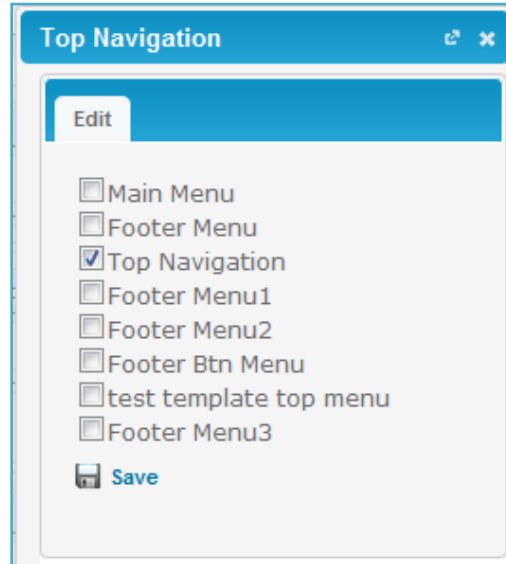 Top Navigation
Edit
Main Menu
Footer Menu
Top Navigation
Footer Menu1
Footer Menu2
Footer Btn Menu
test template top menu
Footer Menu3
Save